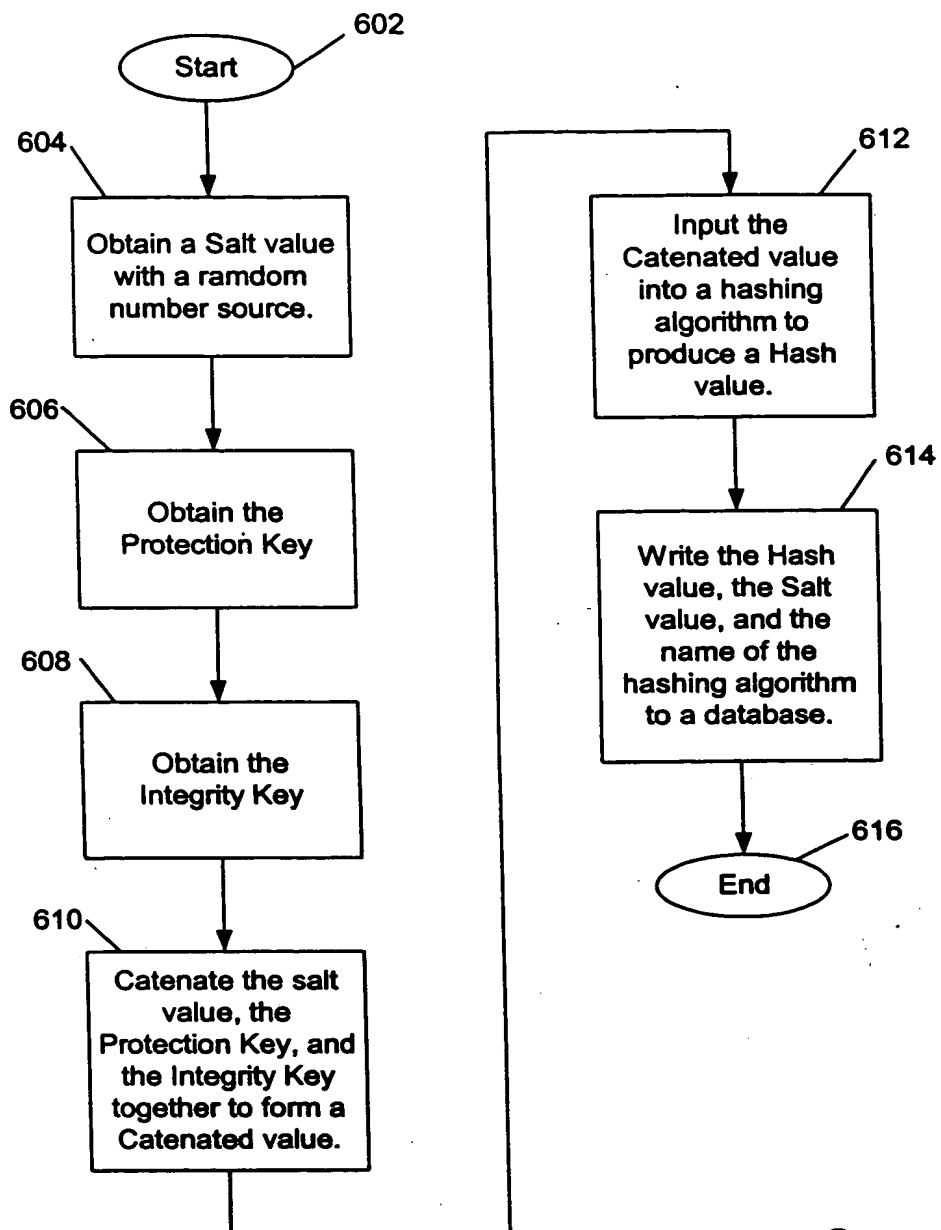 602
Start
604
Obtain a Salt value
with a ramdom
number source.
606
Obtain the
Protection Key
608
Obtain the
Integrity Key
610
Catenate the salt
value, the
Protection Key, and
the Integrity Key
together to form a
Catenated value.
612
Input the
Catenated value
into a hashing
algorithm to
produce a Hash
value.
614
Write the Hash
value, the Salt
value, and the
name of the
hashing algorithm
to a database.
616
End